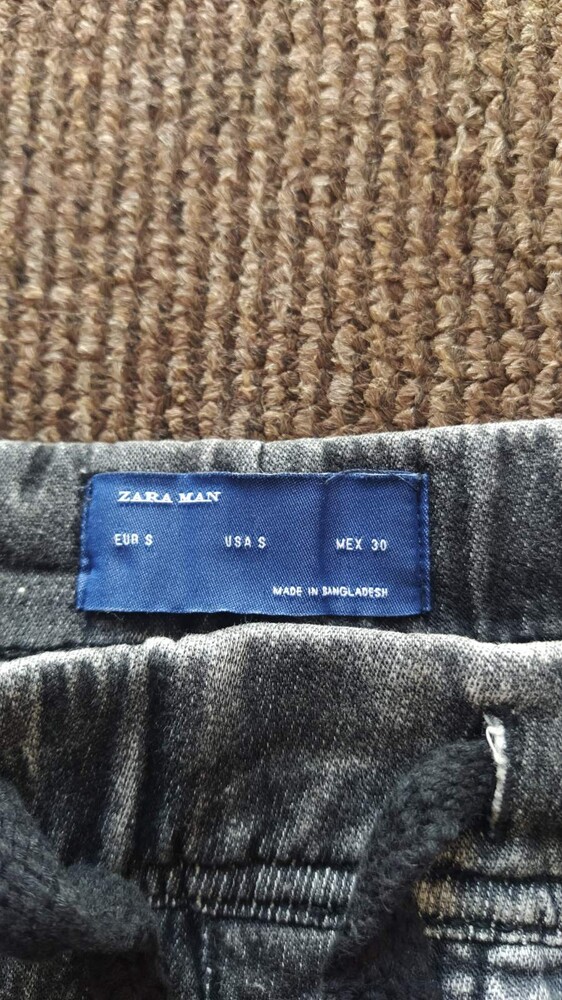 ZARA MAN
EUR S USA S MEX 30
MADE IN BANGLADESH